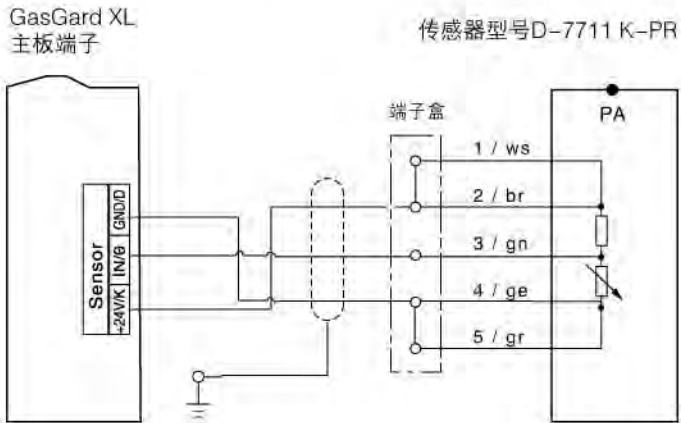 GasGard XL
主板端子
传感器型号D-7711 K-PR
端子盒
PA
1 / ws
2 / br
3 / gn
4 / ge
5 / gr
Sensor
GND/D
IN/θ
+24V/K